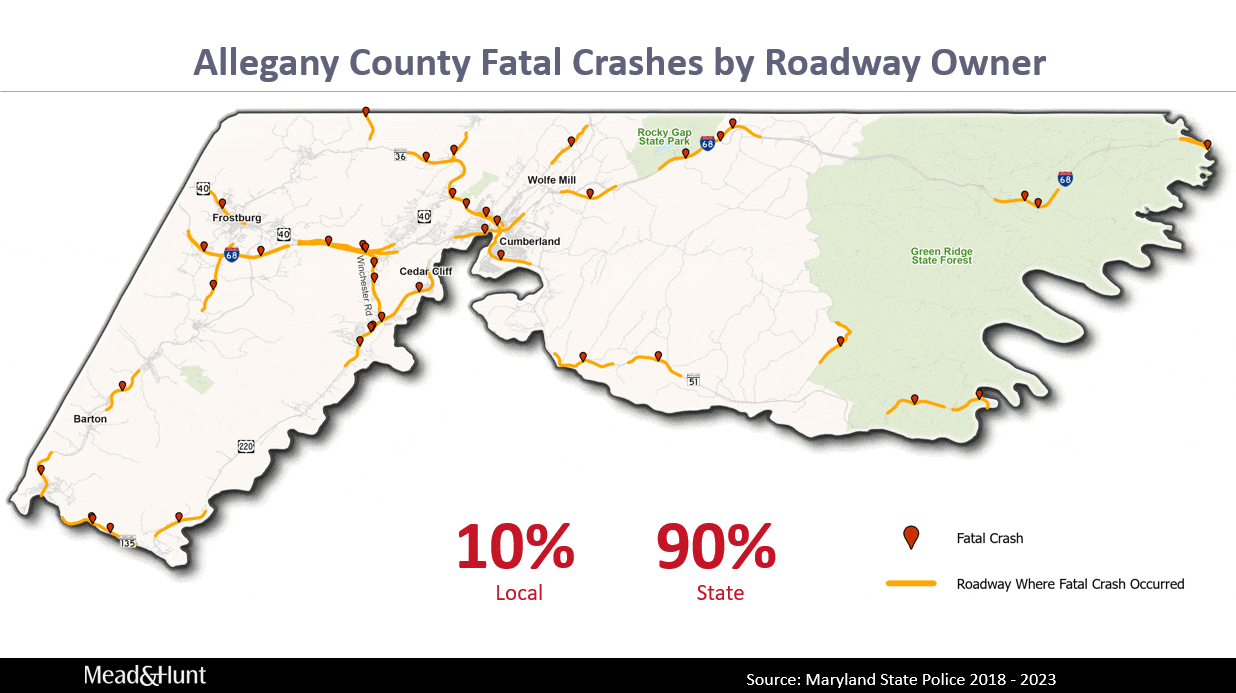 Allegany County Fatal Crashes by Roadway Owner
Rocky Gap
State Park
68
36
Wolfe Mill
68
40
Frostburg
40
40
Cumberland
68
Green Ridge
State Forest
Winchester Rd
Cedar Cliff
51
Barton
220
135
10%
Local
90%
State
Fatal Crash
Roadway Where Fatal Crash Occurred
Mead&Hunt
Source: Maryland State Police 2018 - 2023